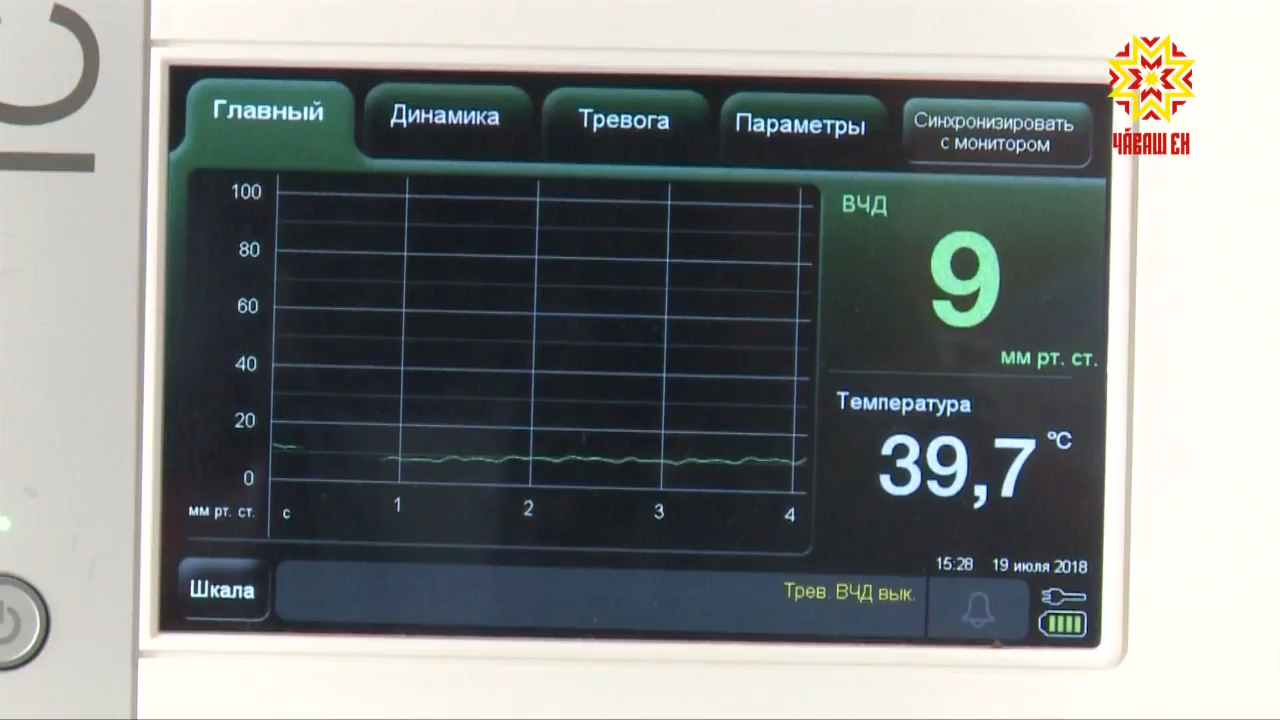 Главный
Динамика
Тревога
Параметры
Синхронизировать
с монитором
ЧӐВАШ ЕН
100
80
60
40
20
0
мм рт. ст.
с
1
2
3
4
ВЧД
9
мм рт. ст.
Температура
39,7 °C
15:28 19 июля 2018
Шкала
Трев. ВЧД вык.